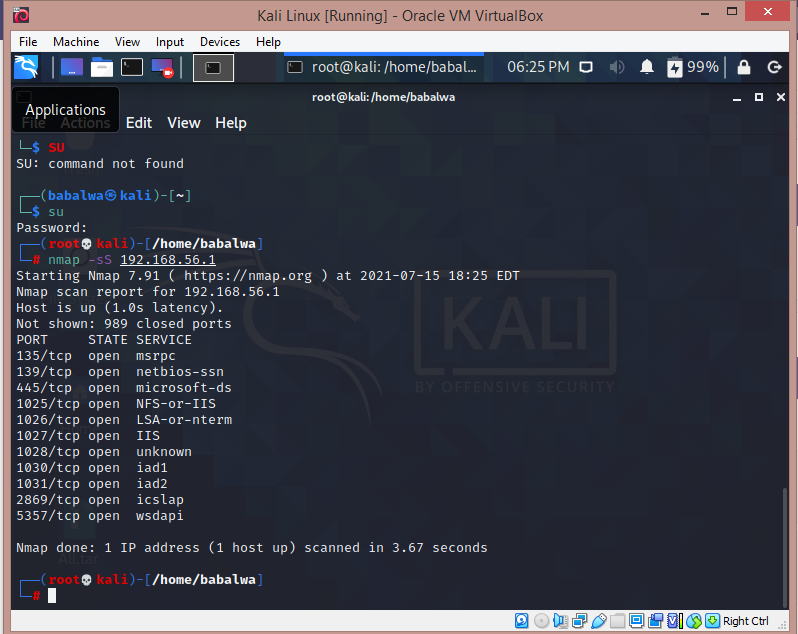 Kali Linux [Running] - Oracle VM VirtualBox
File Machine View Input Devices Help
root@kali: /home/babal... 06:25 PM 99%
root@kali:/home/babalwa
Applications
File Actions Edit View Help
└─$ SU
SU: command not found
┌──(babalwa㉿kali)-[~]
└─$ su
Password:
┌──(root💀kali)-[/home/babalwa]
└─# nmap -sS 192.168.56.1
Starting Nmap 7.91 ( https://nmap.org ) at 2021-07-15 18:25 EDT
Nmap scan report for 192.168.56.1
Host is up (1.0s latency).
Not shown: 989 closed ports
PORT STATE SERVICE
135/tcp open msrpc
139/tcp open netbios-ssn
445/tcp open microsoft-ds
1025/tcp open NFS-or-IIS
1026/tcp open LSA-or-nterm
1027/tcp open IIS
1028/tcp open unknown
1030/tcp open iad1
1031/tcp open iad2
2869/tcp open icslap
5357/tcp open wsdapi
Nmap done: 1 IP address (1 host up) scanned in 3.67 seconds
┌──(root💀kali)-[/home/babalwa]
└─#
KALI
BY OFFENSIVE SECURITY
Right Ctrl